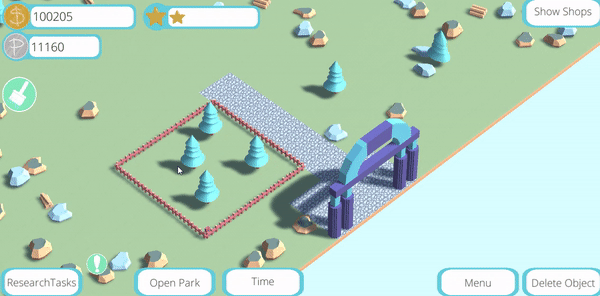 100205
Show Shops
11160
ResearchTasks
Open Park
Time
Menu
Delete Object